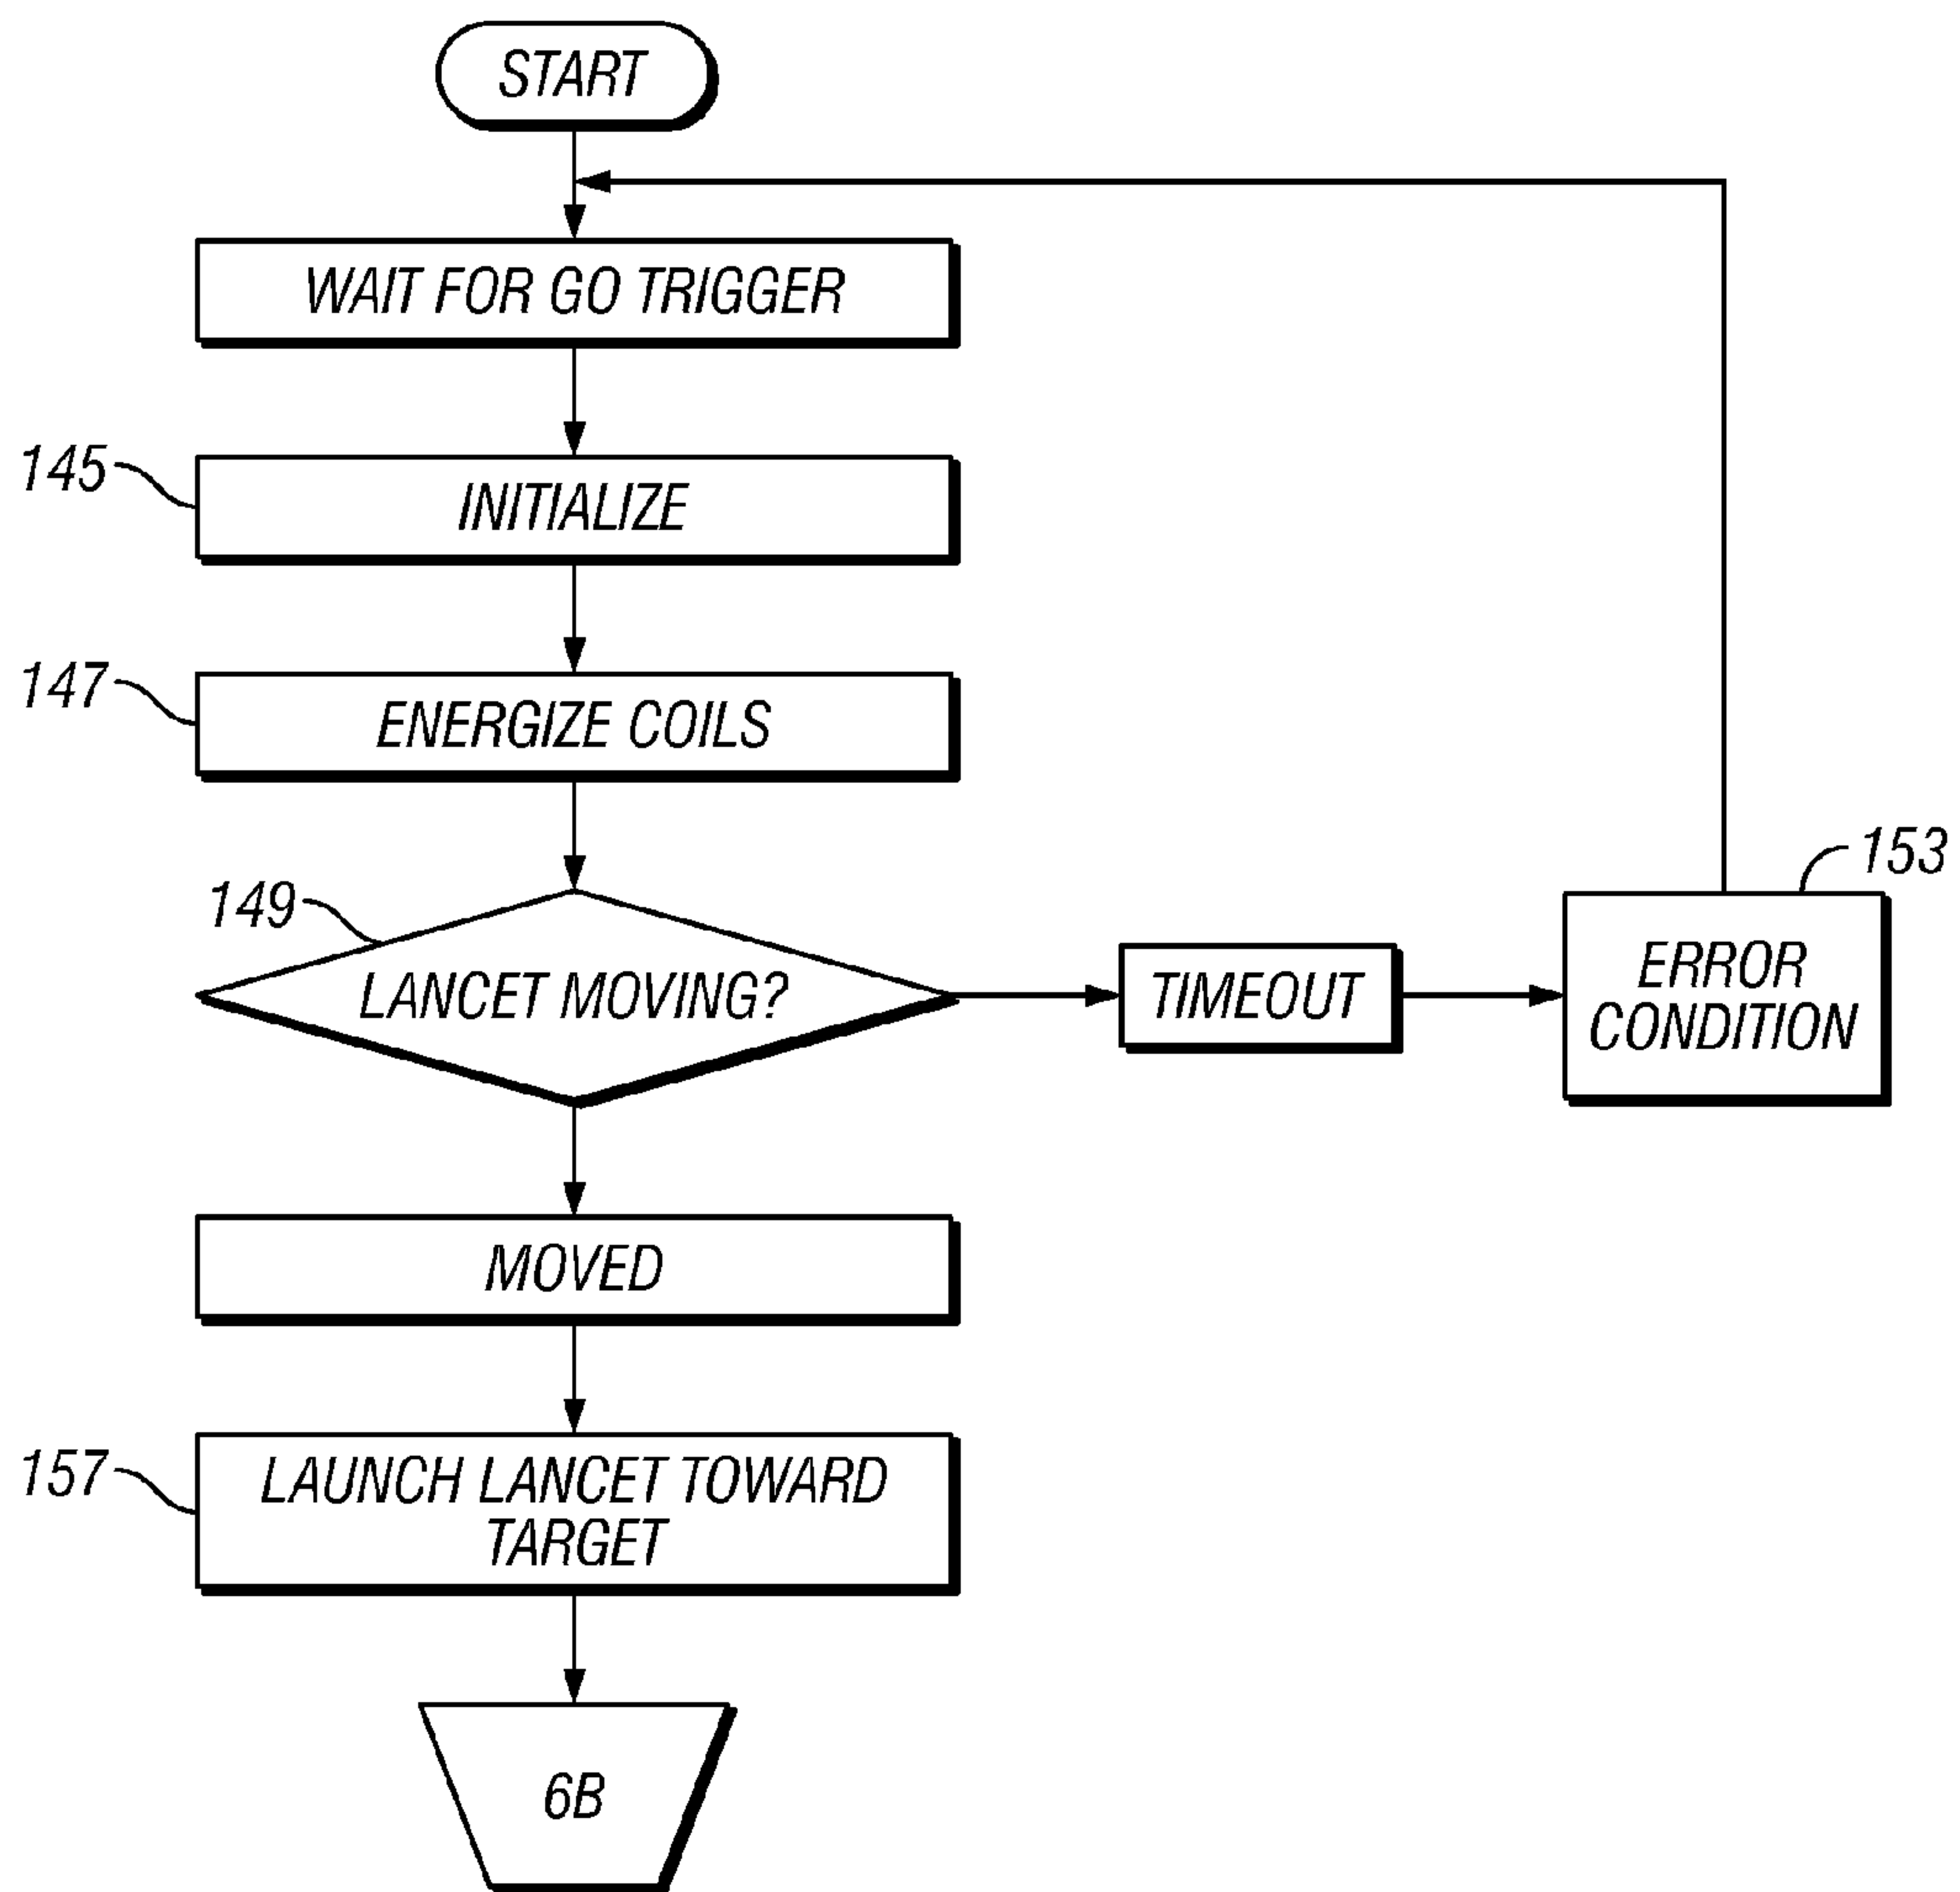 START
WAIT FOR GO TRIGGER
145
INITIALIZE
147
ENERGIZE COILS
149
LANCET MOVING?
TIMEOUT
153
ERROR
CONDITION
MOVED
157
LAUNCH LANCET TOWARD
TARGET
6B